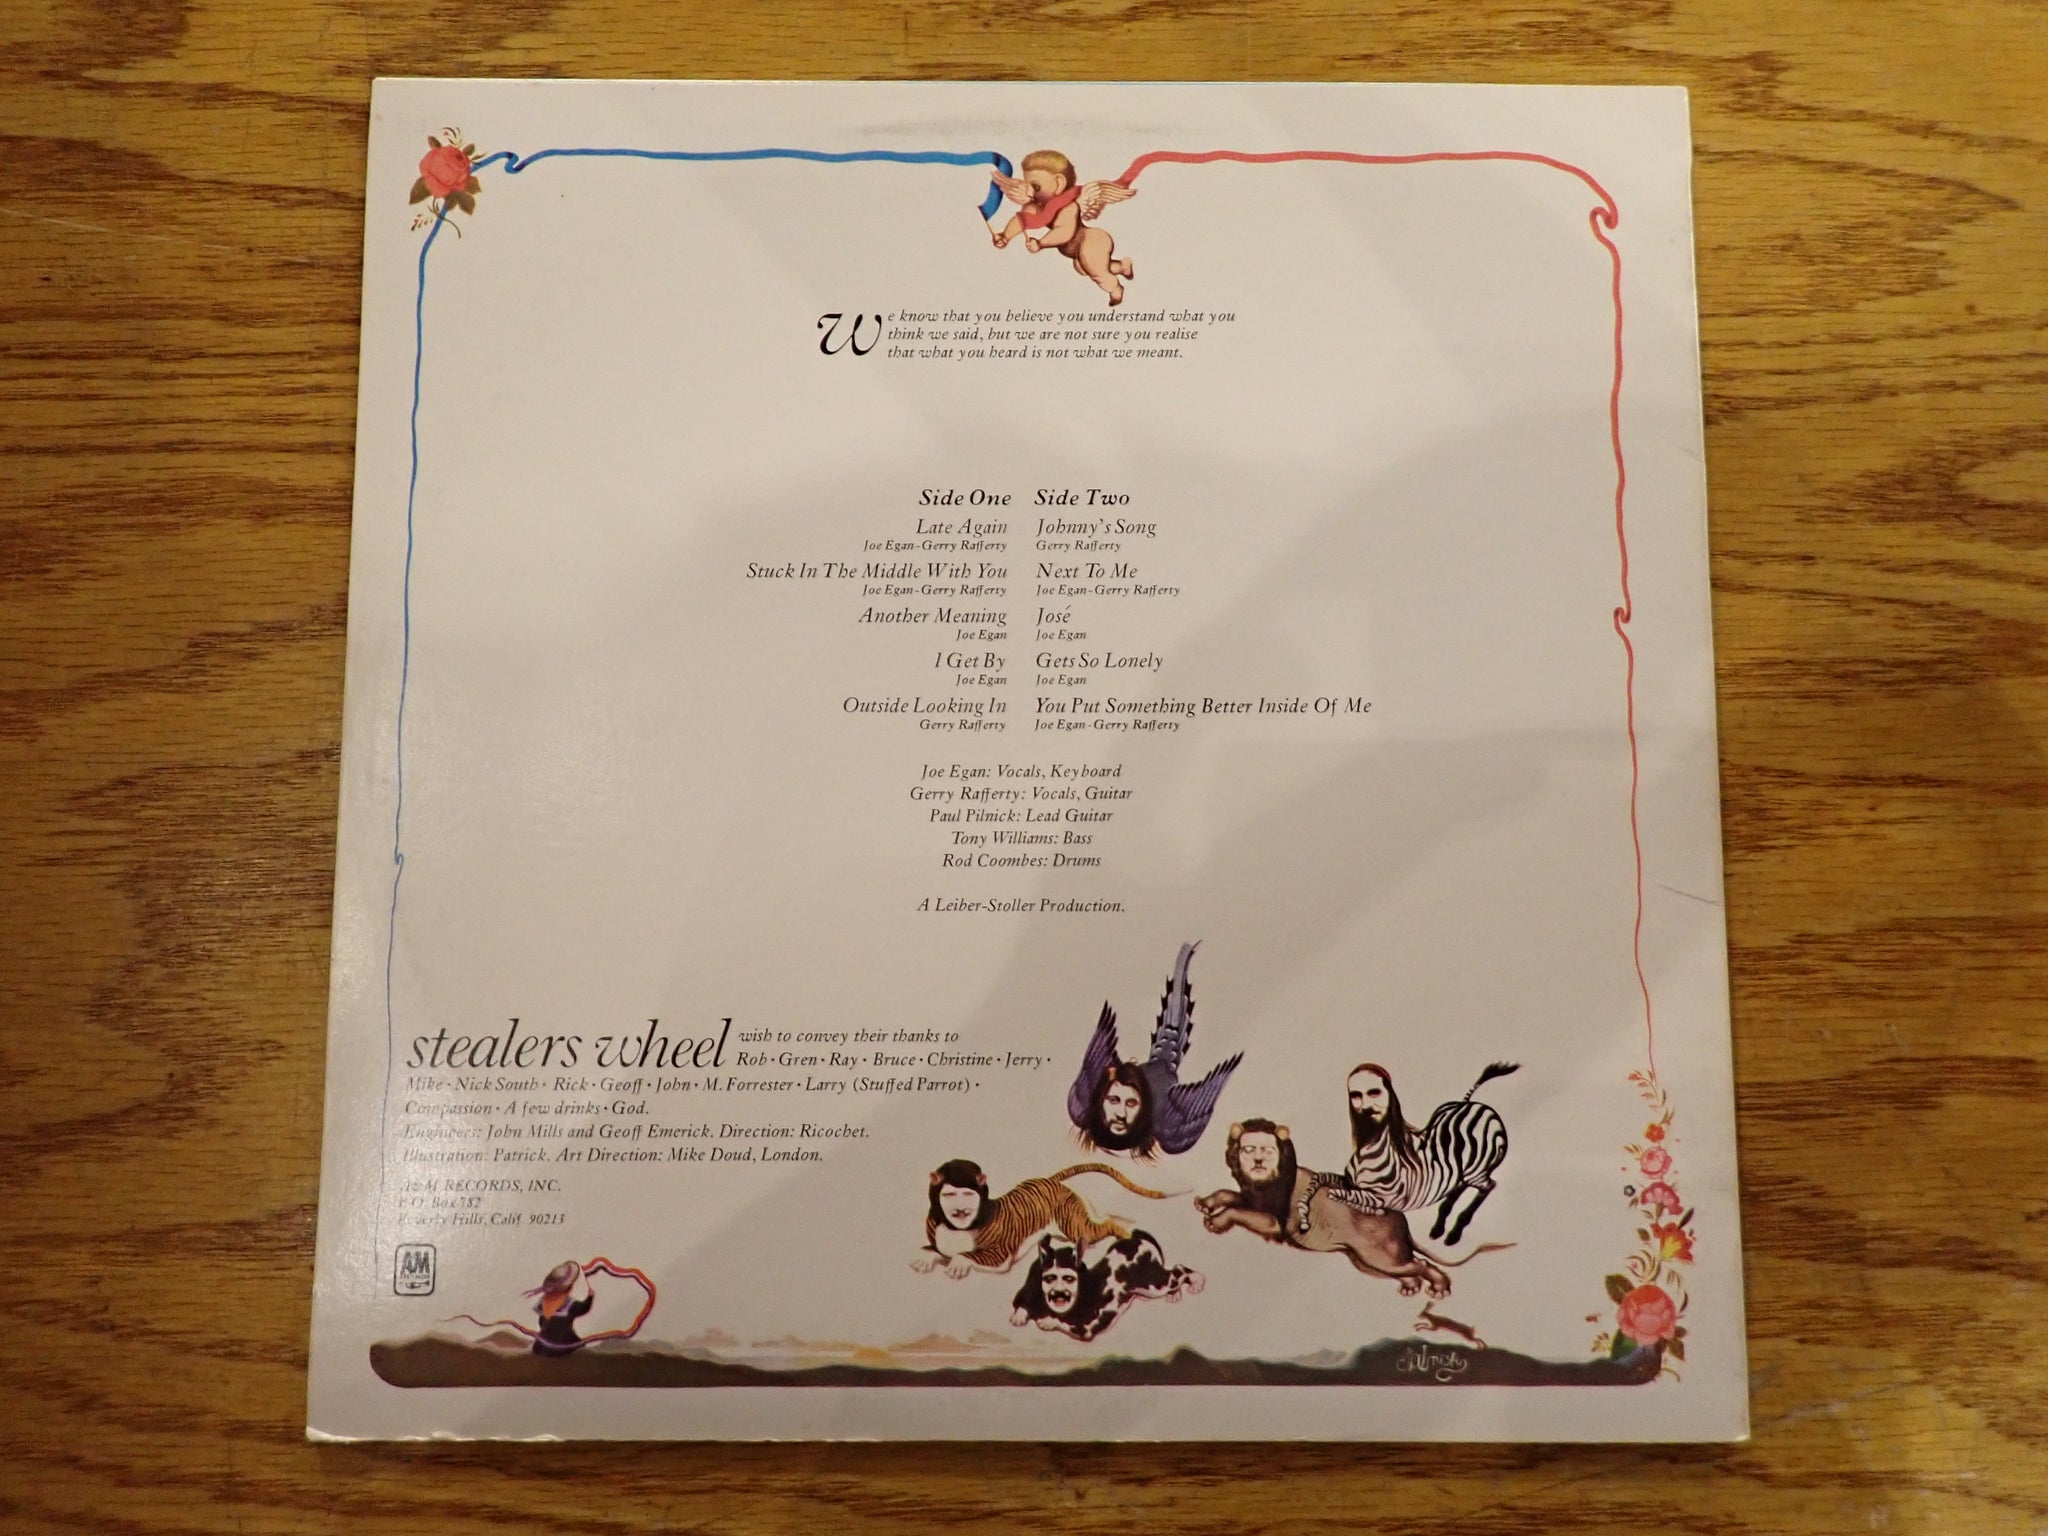 We know that you believe you understand what you
think we said, but we are not sure you realise
that what you heard is not what we meant.
Side One
Late Again
Joe Egan-Gerry Rafferty
Stuck In The Middle With You
Joe Egan-Gerry Rafferty
Another Meaning
Joe Egan
I Get By
Joe Egan
Outside Looking In
Gerry Rafferty
Side Two
Johnny's Song
Gerry Rafferty
Next To Me
Joe Egan-Gerry Rafferty
José
Joe Egan
Gets So Lonely
Joe Egan
You Put Something Better Inside Of Me
Joe Egan-Gerry Rafferty
Joe Egan: Vocals, Keyboard
Gerry Rafferty: Vocals, Guitar
Paul Pilnick: Lead Guitar
Tony Williams: Bass
Rod Coombes: Drums
A Leiber-Stoller Production.
stealers wheel wish to convey their thanks to
Rob · Gren · Ray · Bruce · Christine · Jerry ·
Mike · Nick South · Rick · Geoff · John · M. Forrester · Larry (Stuffed Parrot) ·
Compassion · A few drinks · God.
Engineers: John Mills and Geoff Emerick. Direction: Ricochet.
Illustration: Patrick. Art Direction: Mike Doud, London.
A&M RECORDS, INC.
P.O. Box 782
Beverly Hills, Calif. 90213
A&M